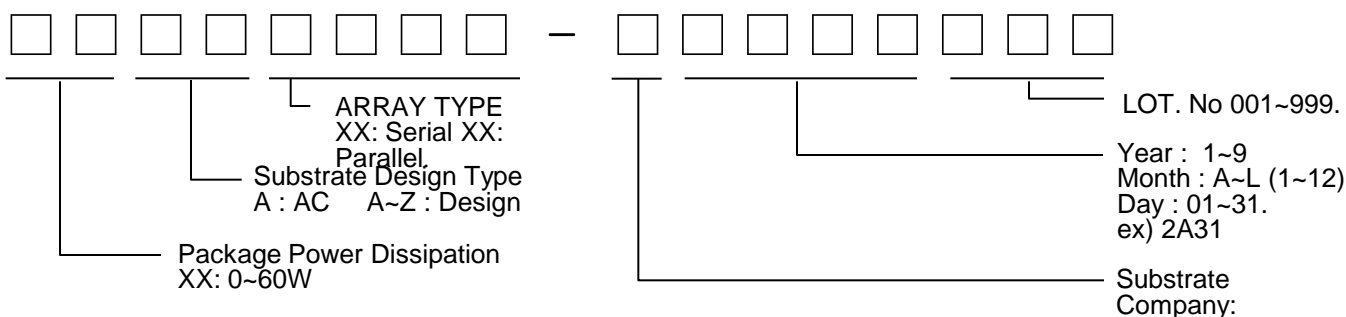 –
ARRAY TYPE
XX: Serial XX:
Parallel
Substrate Design Type
A : AC A~Z : Design
Package Power Dissipation
XX: 0~60W
LOT. No 001~999.
Year : 1~9
Month : A~L (1~12)
Day : 01~31.
ex) 2A31
Substrate
Company: